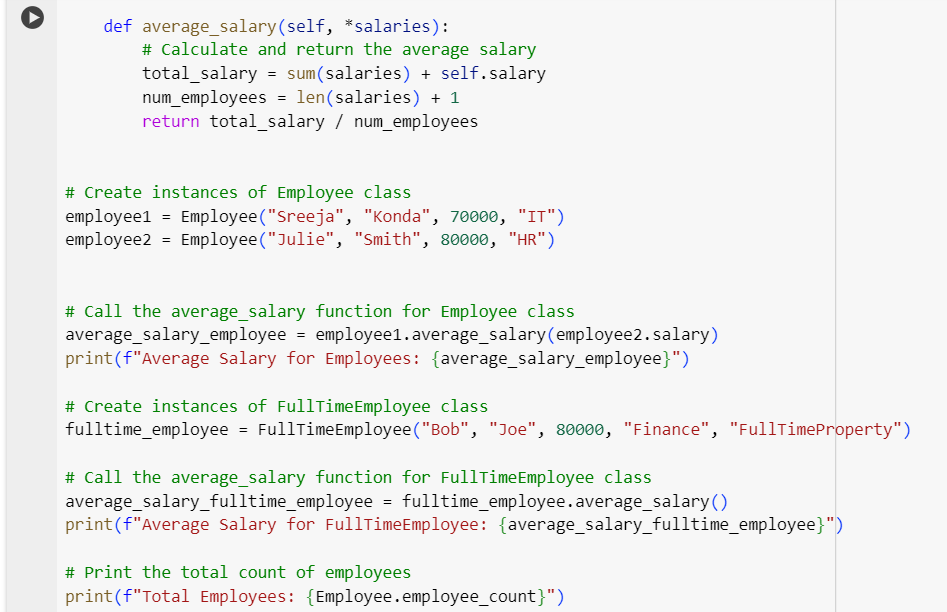 def average_salary(self, *salaries):
# Calculate and return the average salary
total_salary = sum(salaries) + self.salary
num_employees = len(salaries) + 1
return total_salary / num_employees
# Create instances of Employee class
employee1 = Employee("Sreeja", "Konda", 70000, "IT")
employee2 = Employee("Julie", "Smith", 80000, "HR")
# Call the average_salary function for Employee class
average_salary_employee = employee1.average_salary(employee2.salary)
print(f"Average Salary for Employees: {average_salary_employee}")
# Create instances of FullTimeEmployee class
fulltime_employee = FullTimeEmployee("Bob", "Joe", 80000, "Finance", "FullTimeProperty")
# Call the average_salary function for FullTimeEmployee class
average_salary_fulltime_employee = fulltime_employee.average_salary()
print(f"Average Salary for FullTimeEmployee: {average_salary_fulltime_employee}")
# Print the total count of employees
print(f"Total Employees: {Employee.employee_count}")